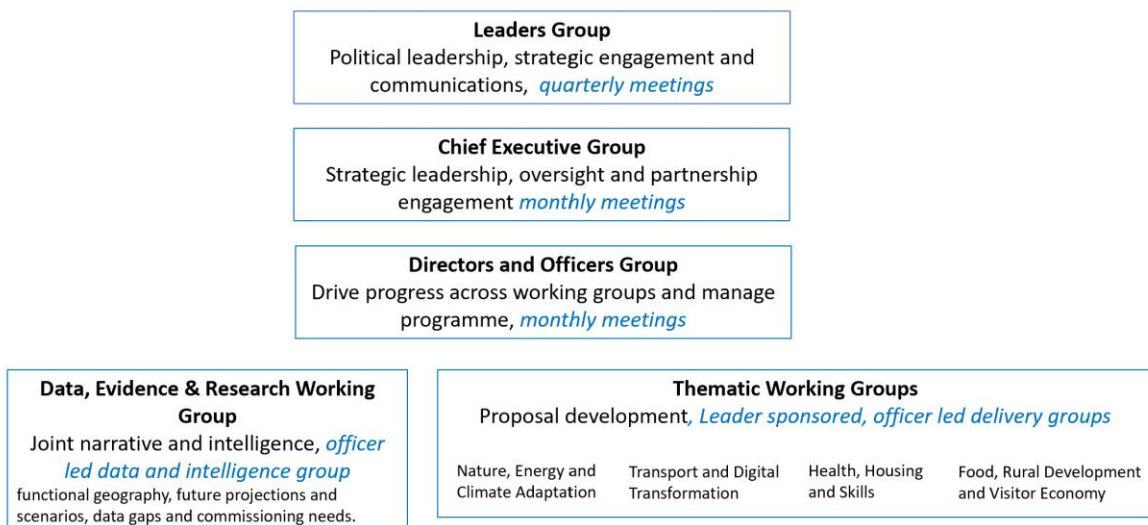 Leaders Group
Political leadership, strategic engagement and
communications, quarterly meetings
Chief Executive Group
Strategic leadership, oversight and partnership
engagement monthly meetings
Directors and Officers Group
Drive progress across working groups and manage
programme, monthly meetings
Data, Evidence & Research Working
Group
Joint narrative and intelligence, officer
led data and intelligence group
functional geography, future projections and
scenarios, data gaps and commissioning needs.
Thematic Working Groups
Proposal development, Leader sponsored, officer led delivery groups
Nature, Energy and
Climate Adaptation
Transport and Digital
Transformation
Health, Housing
and Skills
Food, Rural Development
and Visitor Economy